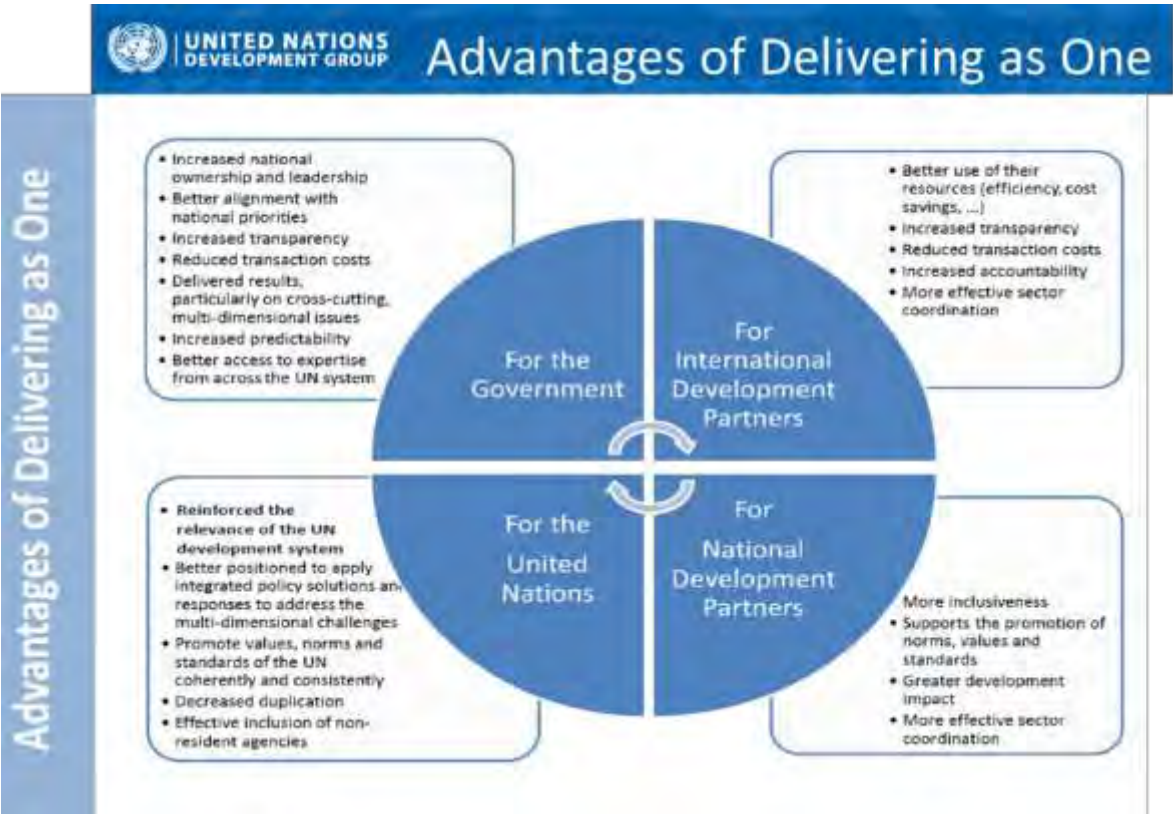 UNITED NATIONS
DEVELOPMENT GROUP
Advantages of Delivering as One
Advantages of Delivering as One
• Increased national
ownership and leadership
• Better alignment with
national priorities
• Increased transparency
• Reduced transaction costs
• Delivered results,
particularly on cross-cutting,
multi-dimensional issues
• Increased predictability
• Better access to expertise
from across the UN system
For the
Government
• Better use of their
resources (efficiency, cost
savings, ...)
• Increased transparency
• Reduced transaction costs
• Increased accountability
• More effective sector
coordination
For
International
Development
Partners
• Reinforced the
relevance of the UN
development system
• Better positioned to apply
integrated policy solutions an
responses to address the
multi-dimensional challenges
• Promote values, norms and
standards of the UN
coherently and consistently
• Decreased duplication
• Effective inclusion of non-
resident agencies
For the
United
Nations
For
National
Development
Partners
More inclusiveness
• Supports the promotion of
norms, values and
standards
• Greater development
impact
• More effective sector
coordination